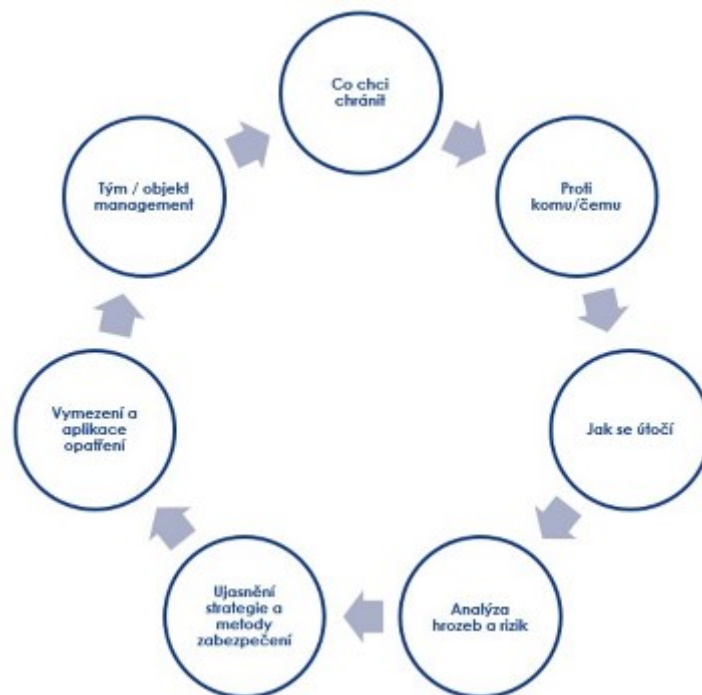 Co chci
chránit
Proti
komu/čemu
Jak se útočí
Analýza
hrozeb a rizik
Ujasnění
strategie a
metody
zabezpečení
Vymezení a
aplikace
opatření
Tým / objekt
management